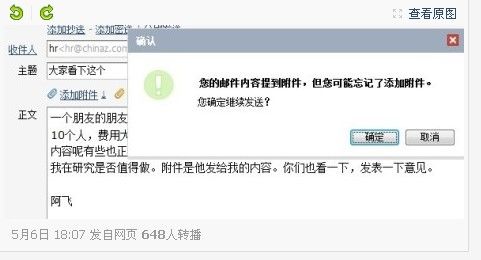 查看原图
添加抄送 - 添加密送 | 分别发送
收件人 hr<hr@chinaz.com
确认
主题 大家看下这个
您的邮件内容提到附件，但您可能忘记了添加附件。
您确定继续发送？
添加附件
正文
一个朋友的朋友
10个人，费用大
内容呢有些也正
确定 取消
我在研究是否值得做。附件是他发给我的内容。你们也看一下，发表一下意见。
阿飞
5月6日 18:07 发自网页 648人转播